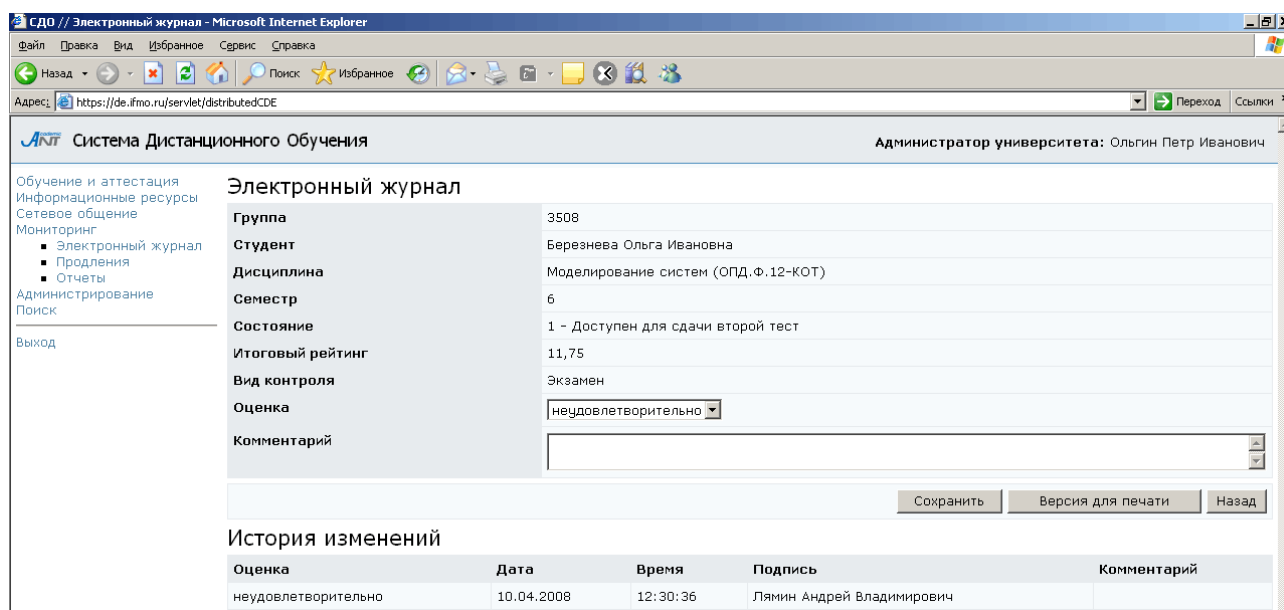 СДО // Электронный журнал - Microsoft Internet Explorer
Файл Правка Вид Избранное Сервис Справка
Назад Поиск Избранное
Адрес: https://de.ifmo.ru/servlet/distributedCDE Переход Ссылки
Academic ANT Система Дистанционного Обучения Администратор университета: Ольгин Петр Иванович
Обучение и аттестация
Информационные ресурсы
Сетевое общение
Мониторинг
Электронный журнал
Продления
Отчеты
Администрирование
Поиск
Выход
Электронный журнал
Группа 3508
Студент Березнева Ольга Ивановна
Дисциплина Моделирование систем (ОПД.Ф.12-КОТ)
Семестр 6
Состояние 1 - Доступен для сдачи второй тест
Итоговый рейтинг 11,75
Вид контроля Экзамен
Оценка неудовлетворительно
Комментарий
Сохранить Версия для печати Назад
История изменений
Оценка Дата Время Подпись Комментарий
неудовлетворительно 10.04.2008 12:30:36 Лямин Андрей Владимирович